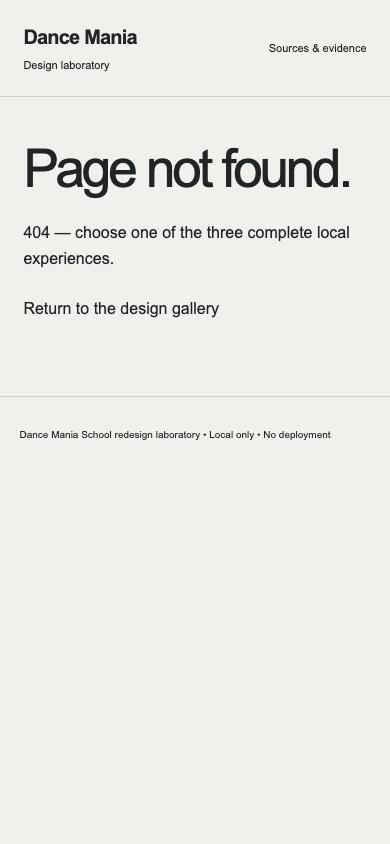 Dance Mania
Design laboratory
Sources & evidence
Page not found.
404 — choose one of the three complete local
experiences.
Return to the design gallery
Dance Mania School redesign laboratory • Local only • No deployment